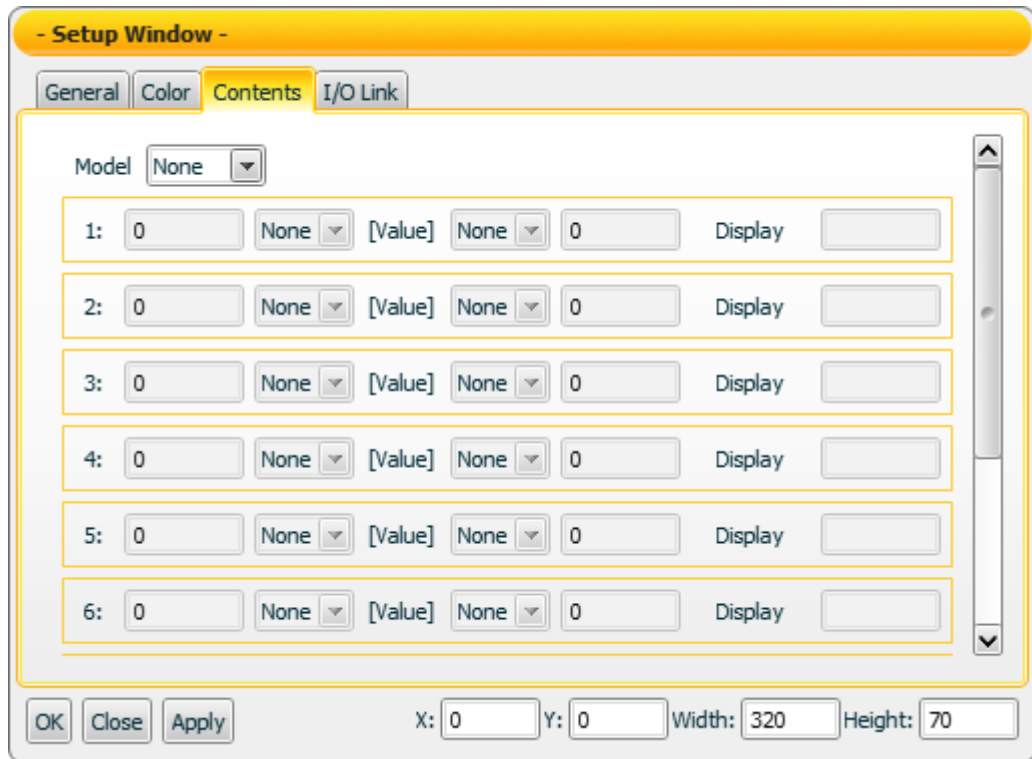 - Setup Window -
General Color Contents I/O Link
Model None
1: 0 None [Value] None 0 Display
2: 0 None [Value] None 0 Display
3: 0 None [Value] None 0 Display
4: 0 None [Value] None 0 Display
5: 0 None [Value] None 0 Display
6: 0 None [Value] None 0 Display
OK Close Apply X: 0 Y: 0 Width: 320 Height: 70